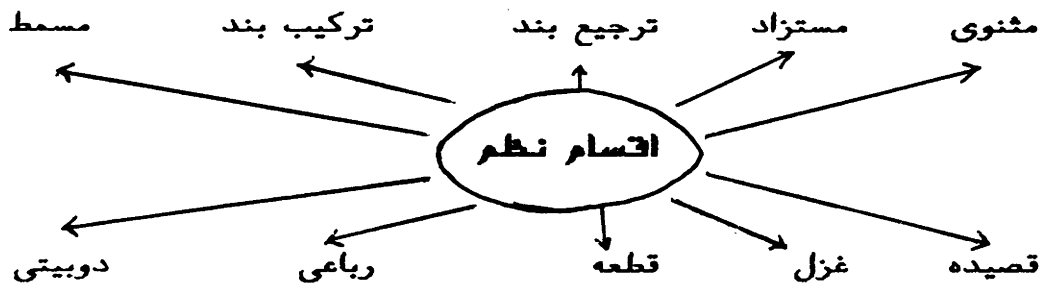 مثنوی مستزاد ترجیع بند ترکیب بند مسمط
اقسام نظم
قصیده غزل قطعه رباعی دوبیتی